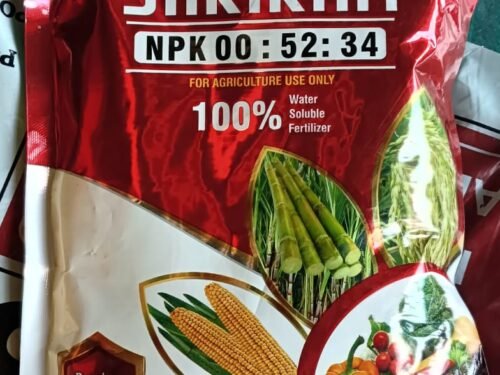 NPK 00 : 52: 34
FOR AGRICULTURE USE ONLY
100%
Water
Soluble
Fertilizer